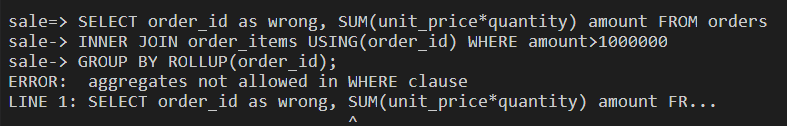 sale=> SELECT order_id as wrong, SUM(unit_price*quantity) amount FROM orders
sale-> INNER JOIN order_items USING(order_id) WHERE amount>1000000
sale-> GROUP BY ROLLUP(order_id);
ERROR:  aggregates not allowed in WHERE clause
LINE 1: SELECT order_id as wrong, SUM(unit_price*quantity) amount FR...
                                  ^